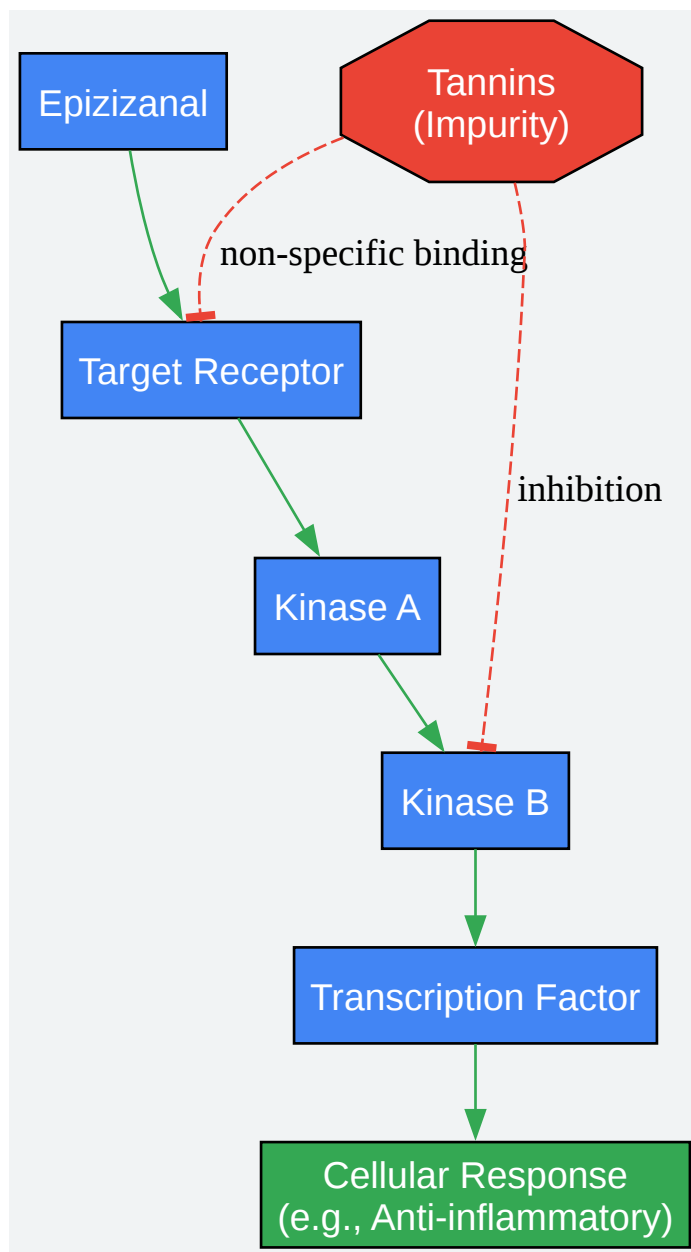 Epizizanal
Tannins
(Impurity)
non-specific binding
Target Receptor
inhibition
Kinase A
Kinase B
Transcription Factor
Cellular Response
(e.g., Anti-inflammatory)